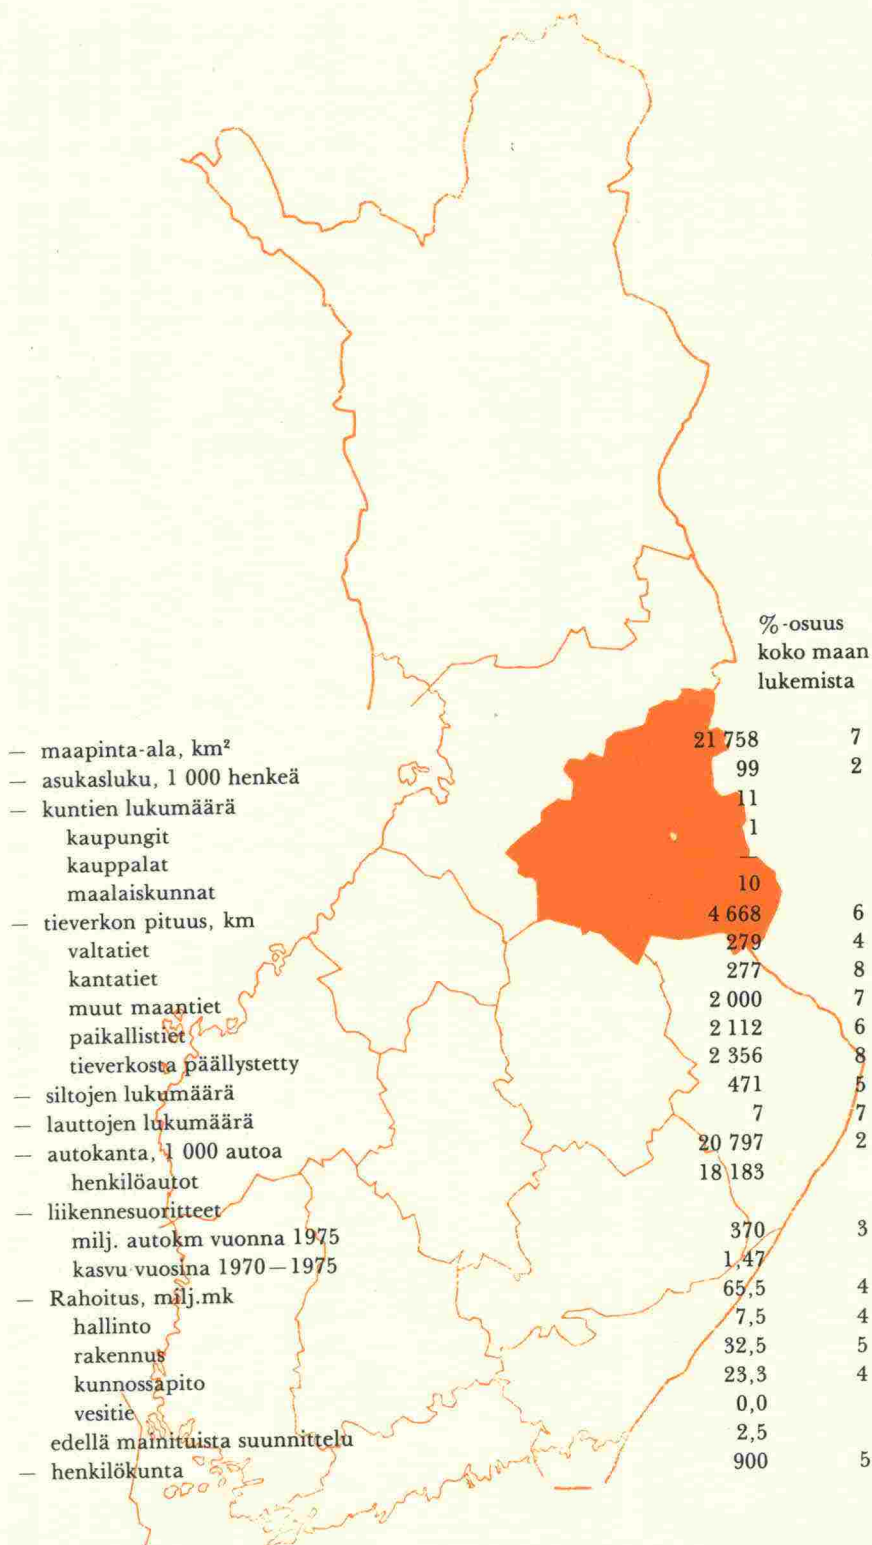 %-osuus
koko maan
lukemista
— maapinta-ala, km² 21 758 7
— asukasluku, 1 000 henkeä 99 2
— kuntien lukumäärä 11
kaupungit 1
kauppalat —
maalaiskunnat 10
— tieverkon pituus, km 4 668 6
valtatiet 279 4
kantatiet 277 8
muut maantiet 2 000 7
paikallistiet 2 112 6
tieverkosta päällystetty 2 356 8
— siltojen lukumäärä 471 5
— lauttojen lukumäärä 7 7
— autokanta, 1 000 autoa 20 797 2
henkilöautot 18 183
— liikennesuoritteet
milj. autokm vuonna 1975 370 3
kasvu vuosina 1970—1975 1,47
— Rahoitus, milj.mk 65,5 4
hallinto 7,5 4
rakennus 32,5 5
kunnossapito 23,3 4
vesitie 0,0
edellä mainituista suunnittelu 2,5
— henkilökunta 900 5